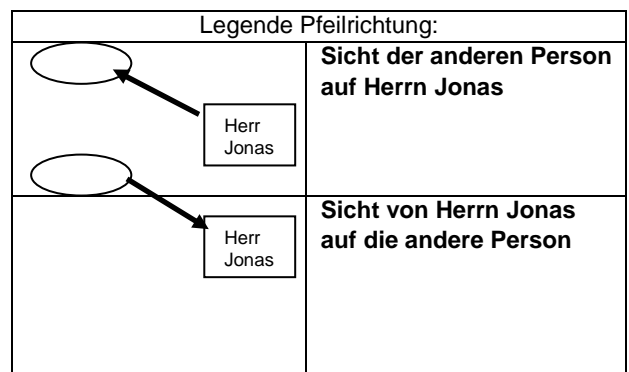 Legende Pfeilrichtung:
Sicht der anderen Person
auf Herrn Jonas
Herr
Jonas
Sicht von Herrn Jonas
auf die andere Person
Herr
Jonas